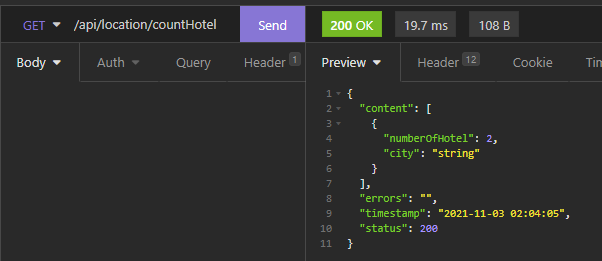 GET /api/location/countHotel Send 200 OK 19.7 ms 108 B
Body Auth Query Header 1 Preview Header 12 Cookie Tim
1 {
2 "content": [
3 {
4 "numberOfHotel": 2,
5 "city": "string"
6 }
7 ],
8 "errors": "",
9 "timestamp": "2021-11-03 02:04:05",
10 "status": 200
11 }